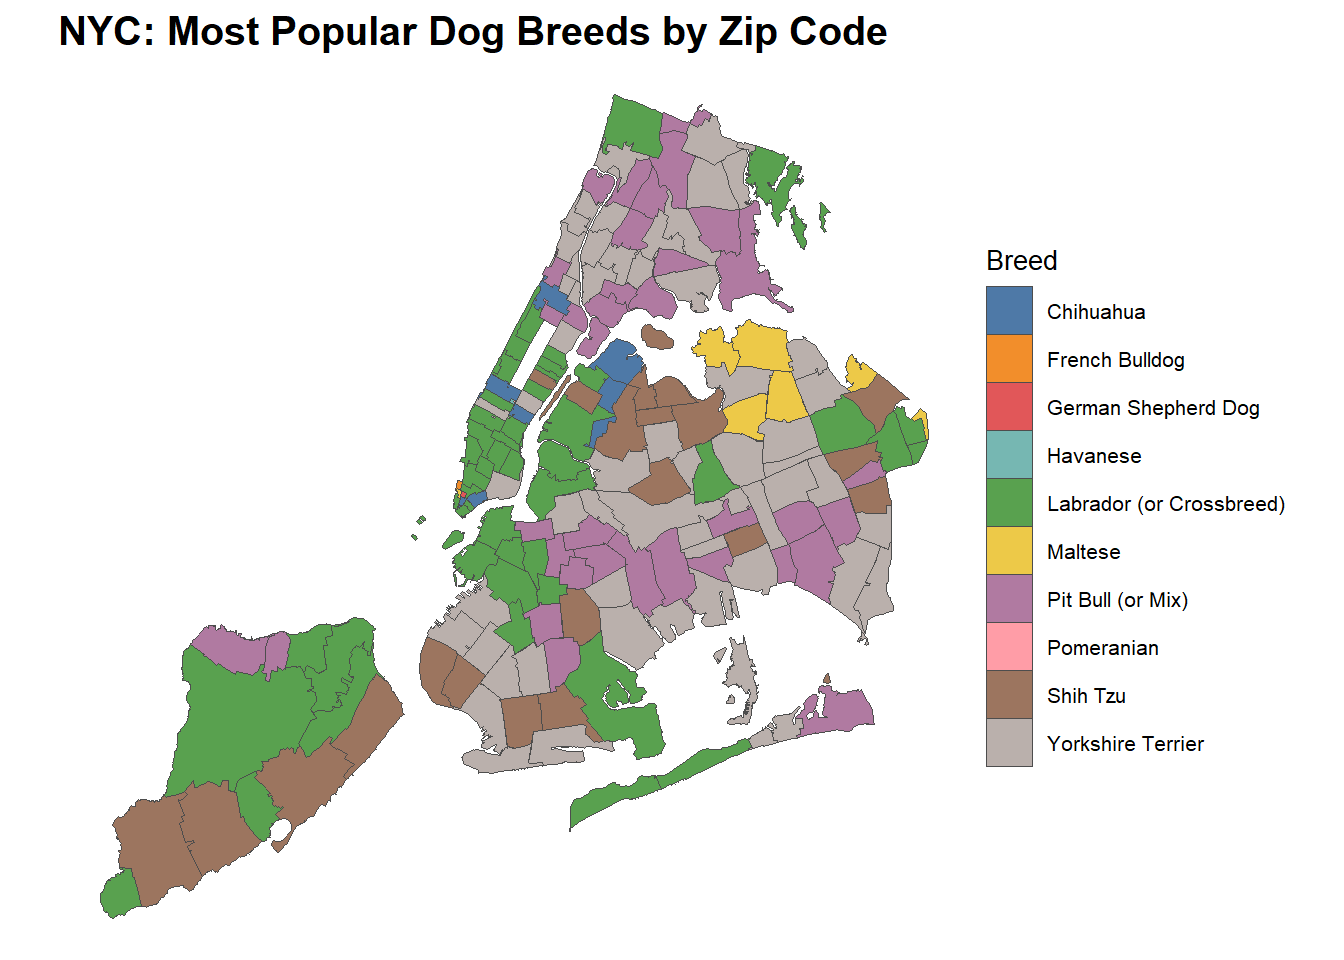 NYC: Most Popular Dog Breeds by Zip Code
Breed
Chihuahua
French Bulldog
German Shepherd Dog
Havanese
Labrador (or Crossbreed)
Maltese
Pit Bull (or Mix)
Pomeranian
Shih Tzu
Yorkshire Terrier